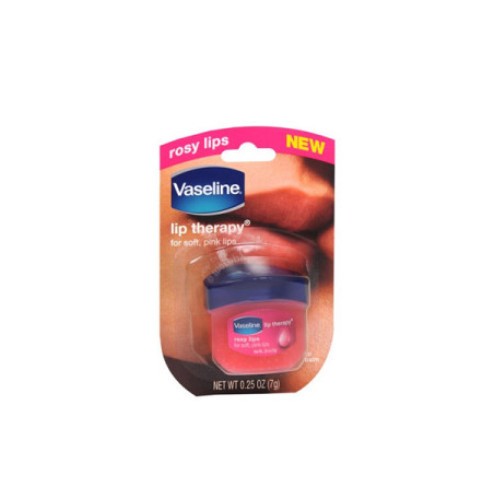 rosy lips NEW
Vaseline.
lip therapy®
for soft, pink lips
Vaseline lip therapy®
rosy lips
for soft, pink lips
NET WT 0.25 OZ (7g)